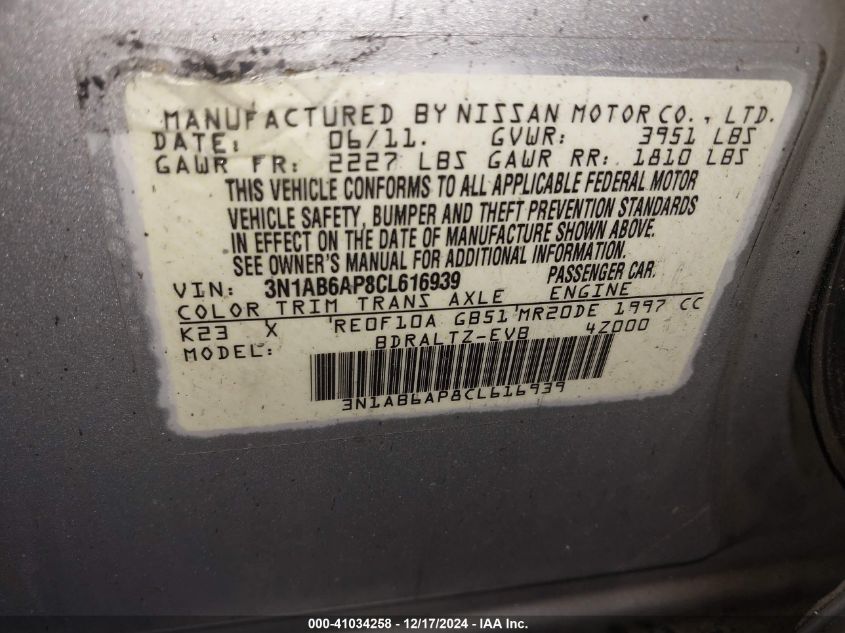 MANUFACTURED BY NISSAN MOTOR CO., LTD.
DATE: 06/11. GVWR: 3951 LBS
GAWR FR: 2227 LBS GAWR RR: 1810 LBS
THIS VEHICLE CONFORMS TO ALL APPLICABLE FEDERAL MOTOR
VEHICLE SAFETY, BUMPER AND THEFT PREVENTION STANDARDS
IN EFFECT ON THE DATE OF MANUFACTURE SHOWN ABOVE.
SEE OWNER'S MANUAL FOR ADDITIONAL INFORMATION.
VIN: 3N1AB6AP8CL616939 PASSENGER CAR.
COLOR TRIM TRANS AXLE ENGINE
K23 X RE0F10A GB51 MR20DE 1997 CC
MODEL: BDRALTZ-EVB 4Z000
3N1AB6AP8CL616939
000-41034258 - 12/17/2024 - IAA Inc.